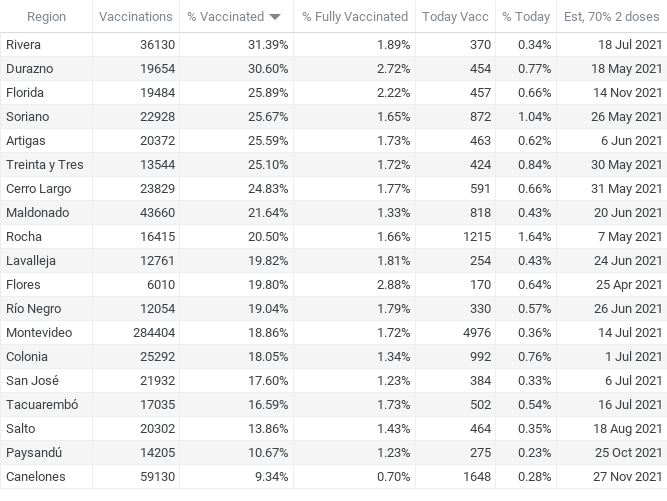 Region Vaccinations % Vaccinated % Fully Vaccinated Today Vacc % Today Est, 70% 2 doses
Rivera 36130 31.39% 1.89% 370 0.34% 18 Jul 2021
Durazno 19654 30.60% 2.72% 454 0.77% 18 May 2021
Florida 19484 25.89% 2.22% 457 0.66% 14 Nov 2021
Soriano 22928 25.67% 1.65% 872 1.04% 26 May 2021
Artigas 20372 25.59% 1.73% 463 0.62% 6 Jun 2021
Treinta y Tres 13544 25.10% 1.72% 424 0.84% 30 May 2021
Cerro Largo 23829 24.83% 1.77% 591 0.66% 31 May 2021
Maldonado 43660 21.64% 1.33% 818 0.43% 20 Jun 2021
Rocha 16415 20.50% 1.66% 1215 1.64% 7 May 2021
Lavalleja 12761 19.82% 1.81% 254 0.43% 24 Jun 2021
Flores 6010 19.80% 2.88% 170 0.64% 25 Apr 2021
Río Negro 12054 19.04% 1.79% 330 0.57% 26 Jun 2021
Montevideo 284404 18.86% 1.72% 4976 0.36% 14 Jul 2021
Colonia 25292 18.05% 1.34% 992 0.76% 1 Jul 2021
San José 21932 17.60% 1.23% 384 0.33% 6 Jul 2021
Tacuarembó 17035 16.59% 1.73% 502 0.54% 16 Jul 2021
Salto 20302 13.86% 1.43% 464 0.35% 18 Aug 2021
Paysandú 14205 10.67% 1.23% 275 0.23% 25 Oct 2021
Canelones 59130 9.34% 0.70% 1648 0.28% 27 Nov 2021